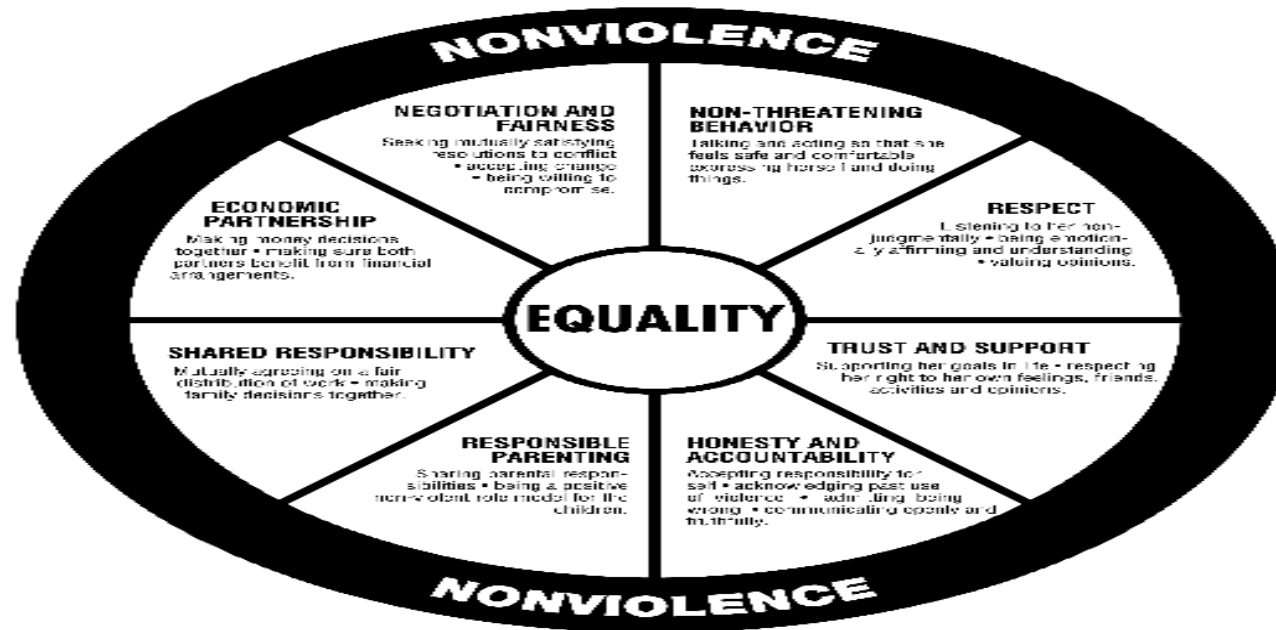 NONVIOLENCE
NEGOTIATION AND
FAIRNESS
Seeking mutually satisfying
resolutions to conflict
• accepting change
• being willing to
compromise.
NON-THREATENING
BEHAVIOR
Talking and acting so that she
feels safe and comfortable
expressing herself and doing
things.
RESPECT
Listening to her non-
judgmentally • being emotion-
ally affirming and understanding
• valuing opinions.
TRUST AND SUPPORT
Supporting her goals in life • respecting
her right to her own feelings, friends,
activities and opinions.
HONESTY AND
ACCOUNTABILITY
Accepting responsibility for
self • acknowledging past use
of violence • admitting being
wrong • communicating openly and
truthfully.
RESPONSIBLE
PARENTING
Sharing parental respon-
sibilities • being a positive
non-violent role model for the
children.
SHARED RESPONSIBILITY
Mutually agreeing on a fair
distribution of work • making
family decisions together.
ECONOMIC
PARTNERSHIP
Making money decisions
together • making sure both
partners benefit from financial
arrangements.
EQUALITY
NONVIOLENCE